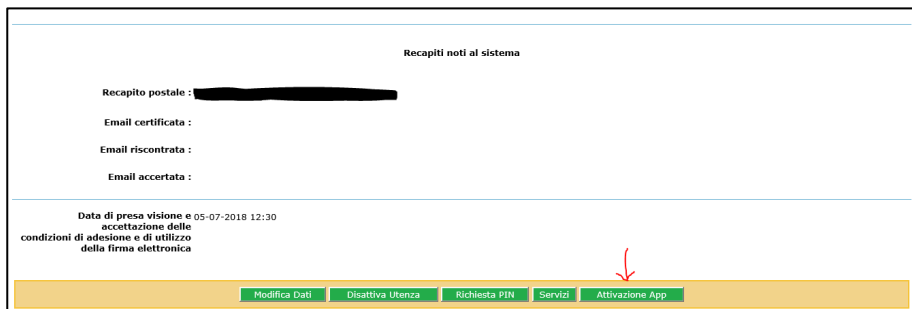 Recapiti noti al sistema
Recapito postale :
Email certificata :
Email riscontrata :
Email accertata :
Data di presa visione e 05-07-2018 12:30
accettazione delle
condizioni di adesione e di utilizzo
della firma elettronica
Modifica Dati Disattiva Utenza Richiesta PIN Servizi Attivazione App